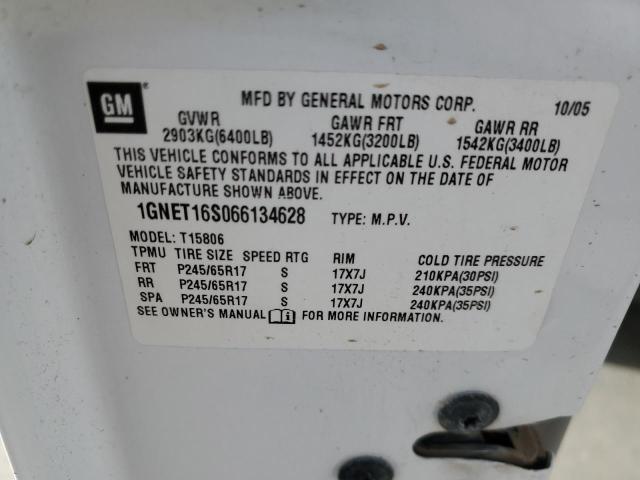 GM
MFD BY GENERAL MOTORS CORP. 10/05
GVWR GAWR FRT GAWR RR
2903KG(6400LB) 1452KG(3200LB) 1542KG(3400LB)
THIS VEHICLE CONFORMS TO ALL APPLICABLE U.S. FEDERAL MOTOR
VEHICLE SAFETY STANDARDS IN EFFECT ON THE DATE OF
MANUFACTURE SHOWN ABOVE.
1GNET16S066134628 TYPE: M.P.V.
MODEL: T15806
TPMU TIRE SIZE SPEED RTG RIM COLD TIRE PRESSURE
FRT P245/65R17 S 17X7J 210KPA(30PSI)
RR P245/65R17 S 17X7J 240KPA(35PSI)
SPA P245/65R17 S 17X7J 240KPA(35PSI)
SEE OWNER'S MANUAL FOR MORE INFORMATION.